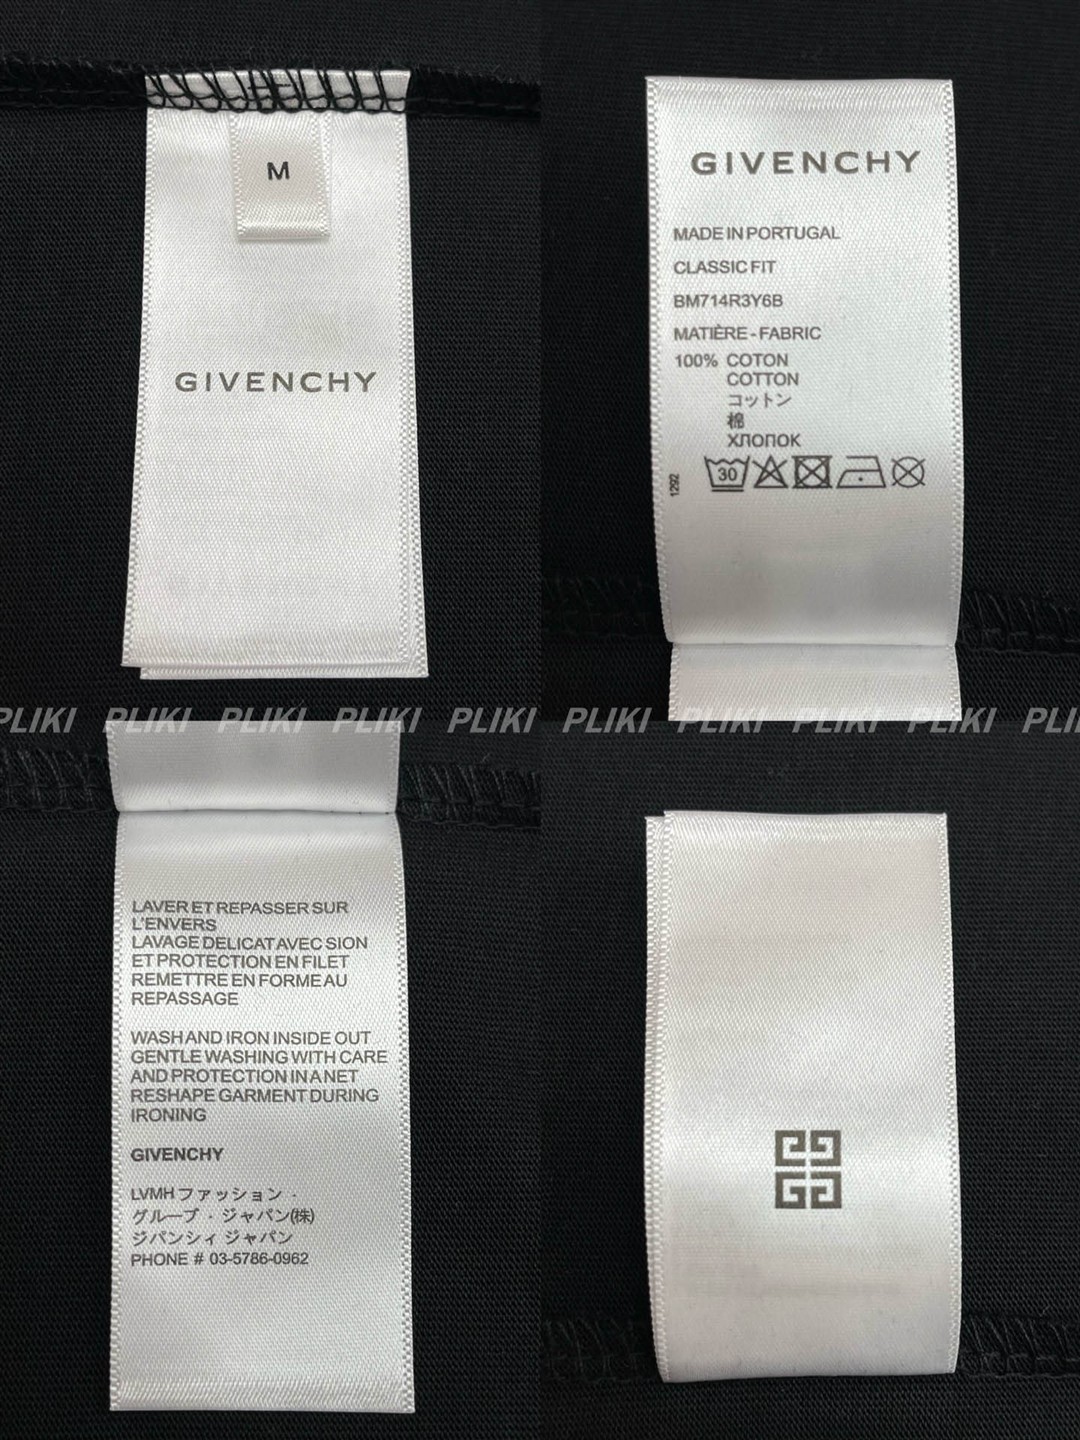 M
GIVENCHY
GIVENCHY
MADE IN PORTUGAL
CLASSIC FIT
BM714R3Y6B
MATIÈRE - FABRIC
100% COTON
COTTON
コットン
棉
ХЛОПОК
30
1292
PLIKI PLIKI PLIKI PLIKI PLIKI PLIKI PLIKI PLIKI PLIKI PLI
LAVER ET REPASSER SUR
L'ENVERS
LAVAGE DELICAT AVEC SION
ET PROTECTION EN FILET
REMETTRE EN FORME AU
REPASSAGE
WASH AND IRON INSIDE OUT
GENTLE WASHING WITH CARE
AND PROTECTION IN A NET
RESHAPE GARMENT DURING
IRONING
GIVENCHY
LVMH ファッション ·
グループ · ジャパン(株)
ジバンシィ ジャパン
PHONE # 03-5786-0962